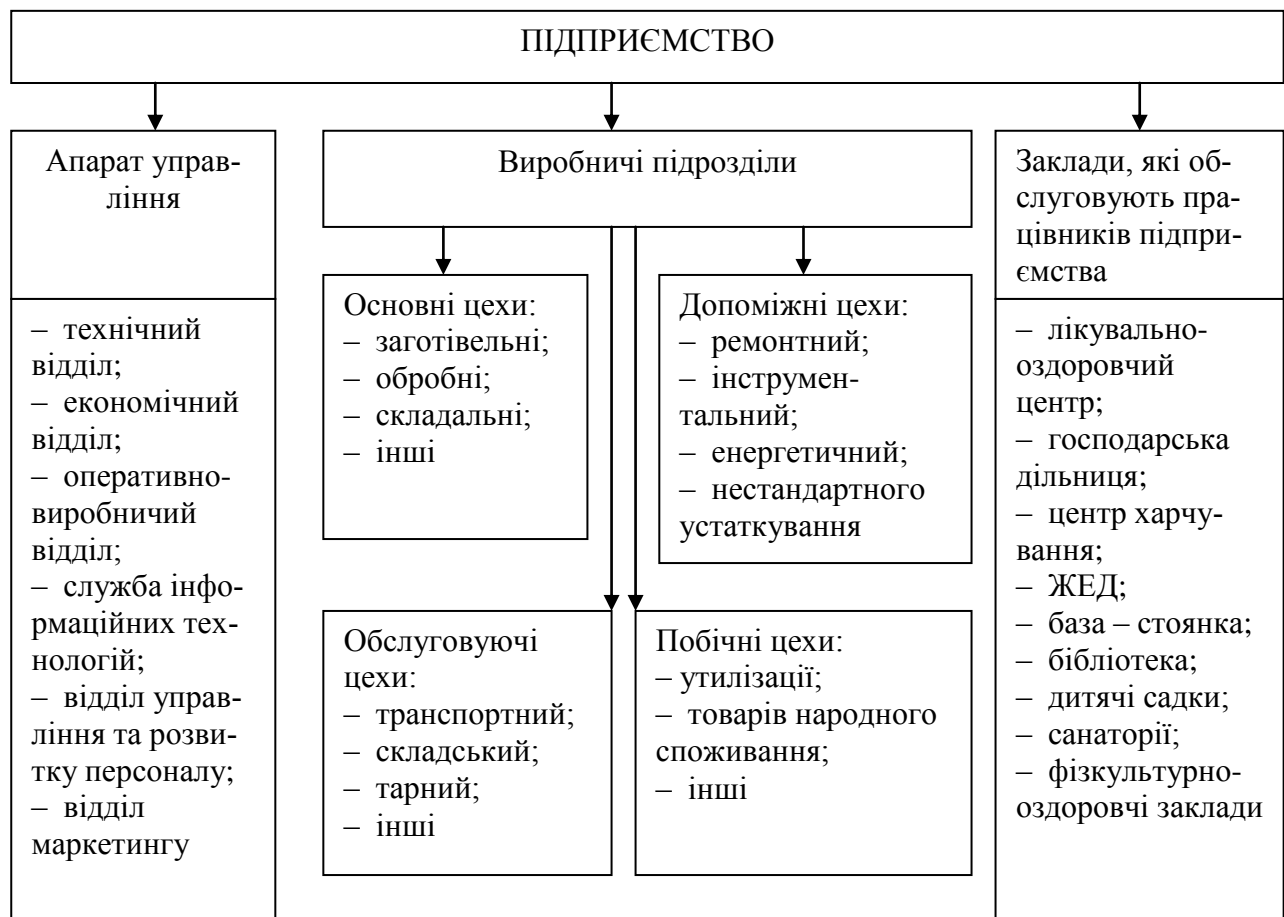 ПІДПРИЄМСТВО
Апарат управ-
ління
– технічний
відділ;
– економічний
відділ;
– оперативно-
виробничий
відділ;
– служба інфо-
рмаційних тех-
нологій;
– відділ управ-
ління та розви-
тку персоналу;
– відділ
маркетингу
Виробничі підрозділи
Основні цехи:
– заготівельні;
– обробні;
– складальні;
– інші
Допоміжні цехи:
– ремонтний;
– інструмен-
тальний;
– енергетичний;
– нестандартного
устаткування
Обслуговуючі
цехи:
– транспортний;
– складський;
– тарний;
– інші
Побічні цехи:
– утилізації;
– товарів народного
споживання;
– інші
Заклади, які об-
слуговують пра-
цівників підпри-
ємства
– лікувально-
оздоровчий
центр;
– господарська
дільниця;
– центр харчу-
вання;
– ЖЕД;
– база – стоянка;
– бібліотека;
– дитячі садки;
– санаторії;
– фізкультурно-
оздоровчі заклади